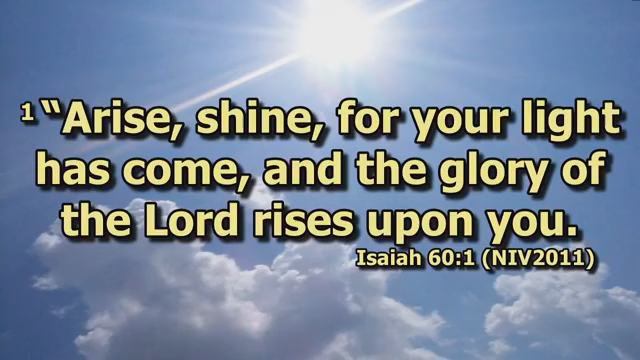 1 “Arise, shine, for your light
has come, and the glory of
the Lord rises upon you.
Isaiah 60:1 (NIV2011)